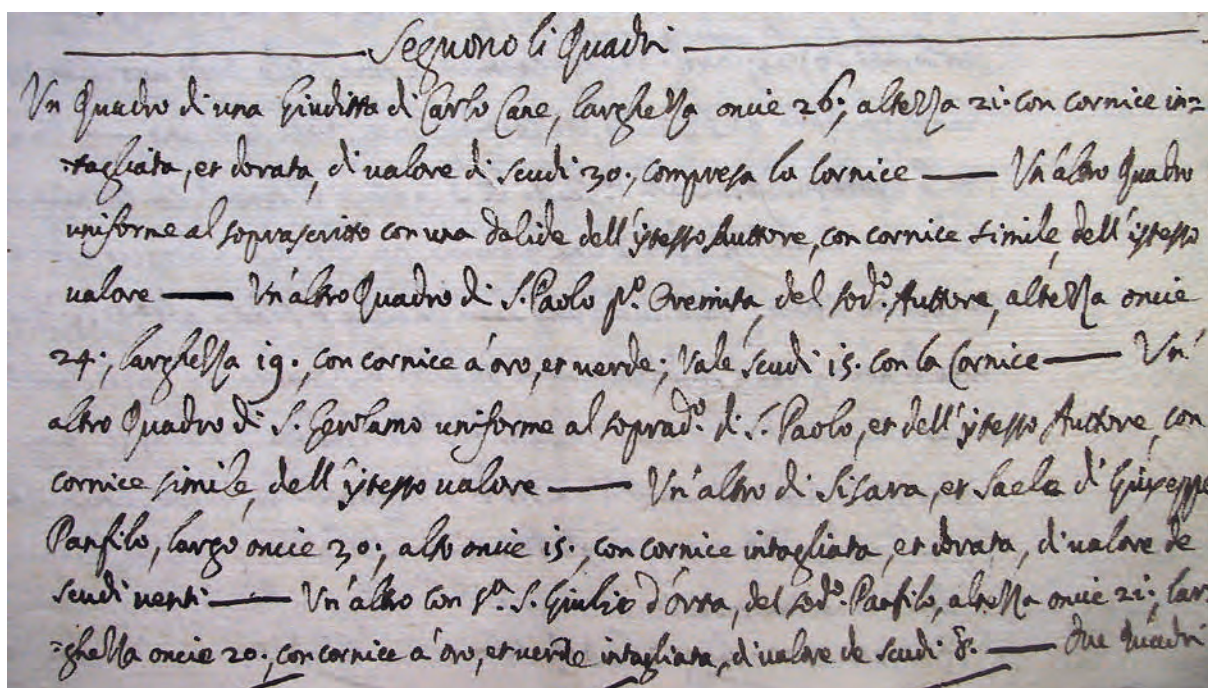 Seguono li Quadri
Un Quadro di una Giuditta di Carlo Cane, larghezza oncie 26; altezza 21. con cornice in=
=tagliata, et dorata, di valore di scudi 30., compresa la cornice — Un'altro Quadro
uniforme al soprascritto con una Dalide dell'istesso Auttore, con cornice simile, dell'istesso
valore — Un'altro Quadro di S. Paolo p.º Eremita, del sod.º Auttore, altezza oncie
24; larghezza 19., con cornice à oro, et verde; Vale scudi 15. con la Cornice — Un'
altro Quadro di S. Gerolamo uniforme al soprad.º di S. Paolo, et dell'istesso Auttore, con
cornice simile, dell'istesso valore — Un'altro di Sisara, et Jaele di Giuseppe
Panfilo, largo oncie 30; alto oncie 15., con cornice intagliata, et dorata, di valore de
scudi venti — Un'altro con S. Giulio d'Orta, del sod.º Panfilo, altezza oncie 21; lar=
=ghezza oncie 20., con cornice à oro, et verde intagliata, di valore de scudi 8. — Due Quadri